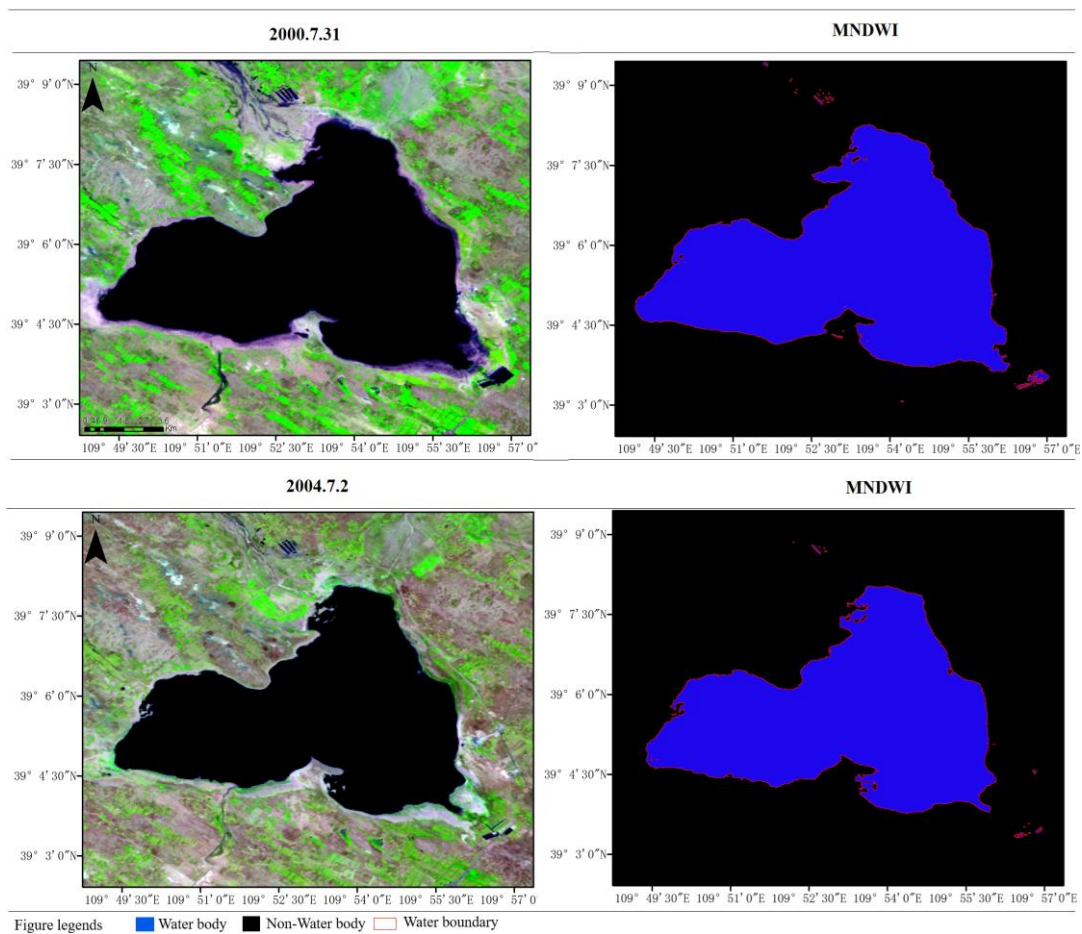 2000.7.31
MNDWI
N
39° 9′0″N
39° 7′30″N
39° 6′0″N
39° 4′30″N
39° 3′0″N
Km
109° 49′30″E 109° 51′0″E 109° 52′30″E 109° 54′0″E 109° 55′30″E 109° 57′0″
39° 9′0″N
39° 7′30″N
39° 6′0″N
39° 4′30″N
39° 3′0″N
109° 49′30″E 109° 51′0″E 109° 52′30″E 109° 54′0″E 109° 55′30″E 109° 57′0″E
2004.7.2
MNDWI
N
39° 9′0″N
39° 7′30″N
39° 6′0″N
39° 4′30″N
39° 3′0″N
109° 49′30″E 109° 51′0″E 109° 52′30″E 109° 54′0″E 109° 55′30″E 109° 57′0″E
39° 9′0″N
39° 7′30″N
39° 6′0″N
39° 4′30″N
39° 3′0″N
109° 49′30″E 109° 51′0″E 109° 52′30″E 109° 54′0″E 109° 55′30″E 109° 57′0″E
Figure legends Water body Non-Water body Water boundary